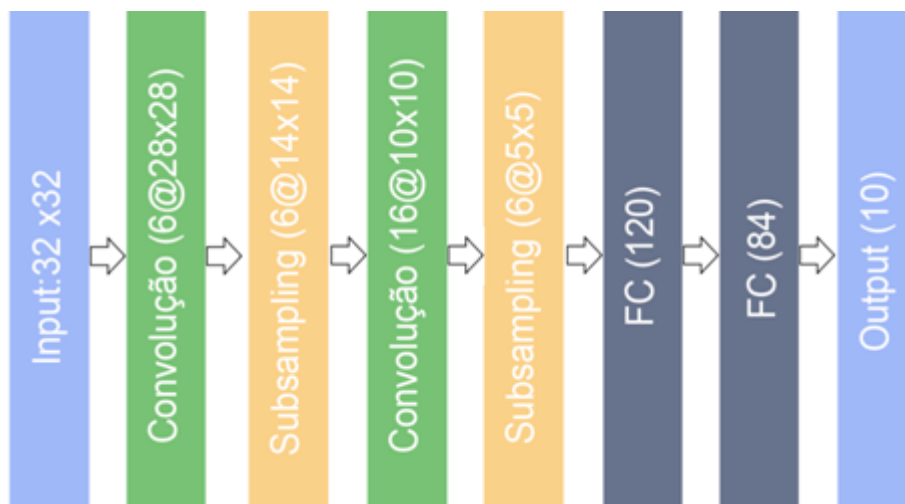 Input:32 x32
Convolução (6@28x28)
Subsampling (6@14x14)
Convolução (16@10x10)
Subsampling (6@5x5)
FC (120)
FC (84)
Output (10)